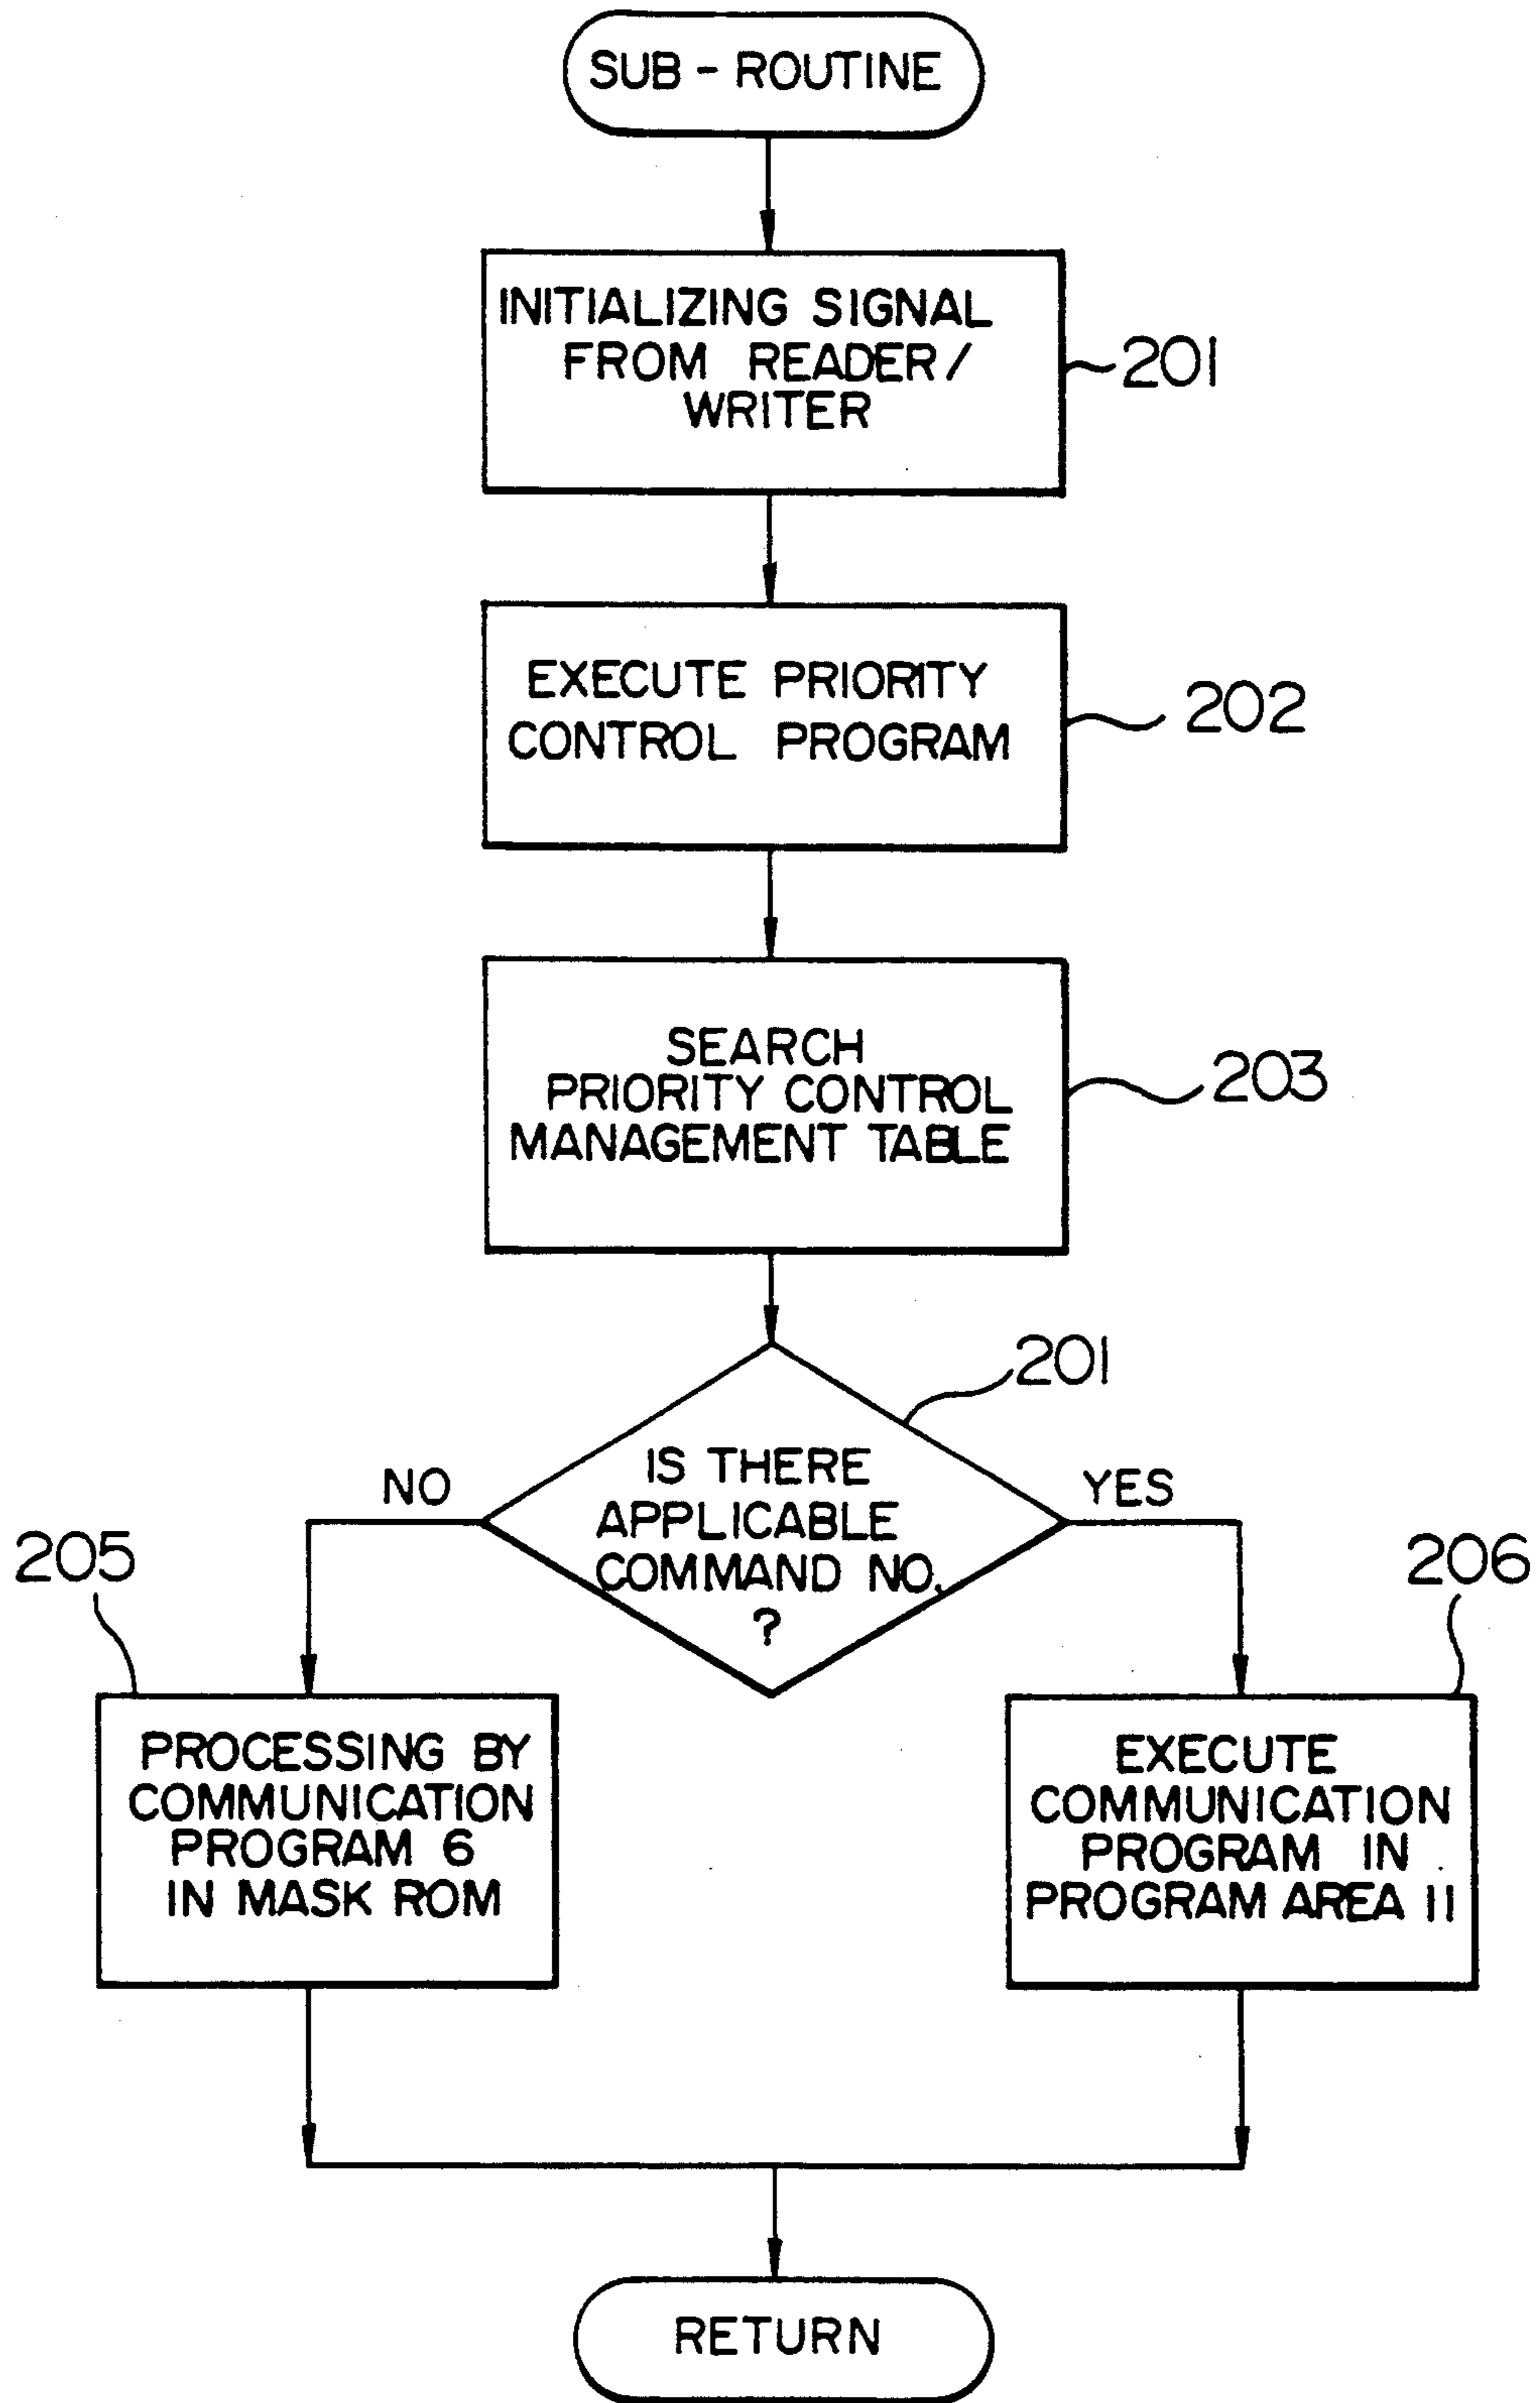 SUB - ROUTINE
INITIALIZING SIGNAL
FROM READER/
WRITER
201
EXECUTE PRIORITY
CONTROL PROGRAM
202
SEARCH
PRIORITY CONTROL
MANAGEMENT TABLE
203
201
IS THERE
APPLICABLE
COMMAND NO.
?
NO
YES
205
206
PROCESSING BY
COMMUNICATION
PROGRAM 6
IN MASK ROM
EXECUTE
COMMUNICATION
PROGRAM IN
PROGRAM AREA 11
RETURN